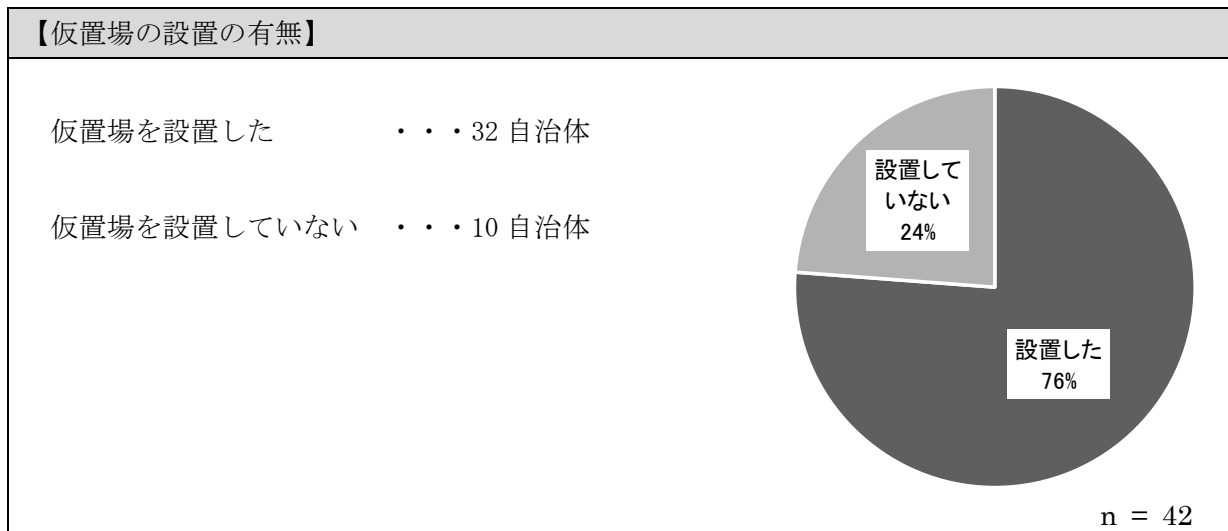 【仮置場の設置の有無】
仮置場を設置した ・・・32 自治体
仮置場を設置していない ・・・10 自治体
設置して
いない
24%
設置した
76%
n = 42